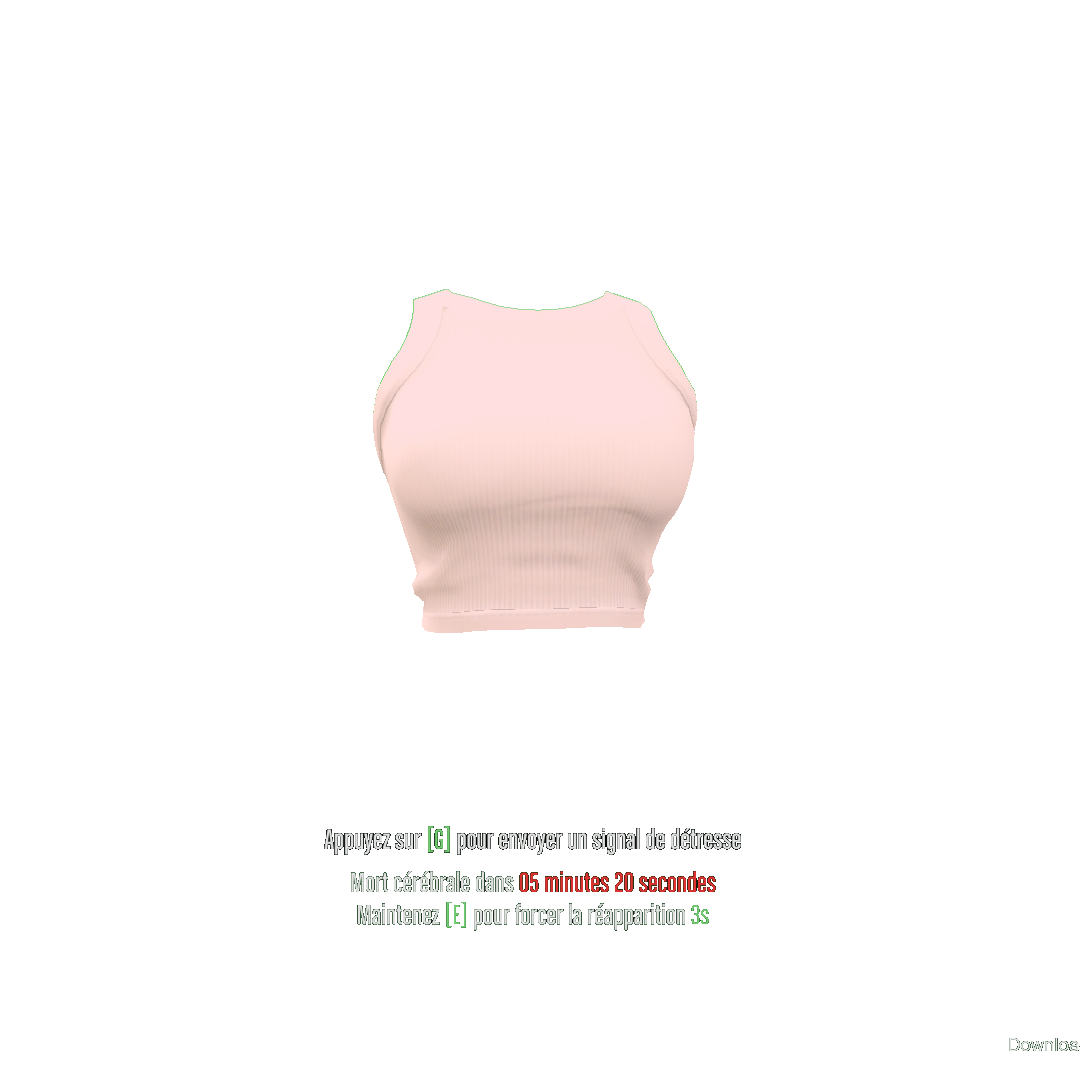 Appuyez sur [G] pour envoyer un signal de détresse
Mort cérébrale dans 05 minutes 20 secondes
Maintenez [E] pour forcer la réapparition 3s
Downloa